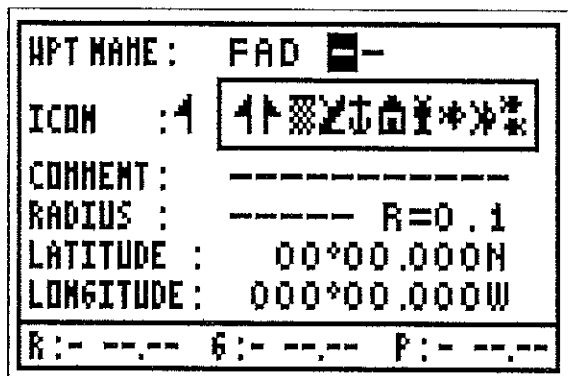 WPT NAME: FAD --
ICON :
COMMENT: ----------
RADIUS : ----- R=0.1
LATITUDE : 00°00.000N
LONGITUDE: 000°00.000W
R:- --.-- G:- --.-- P:- --.--